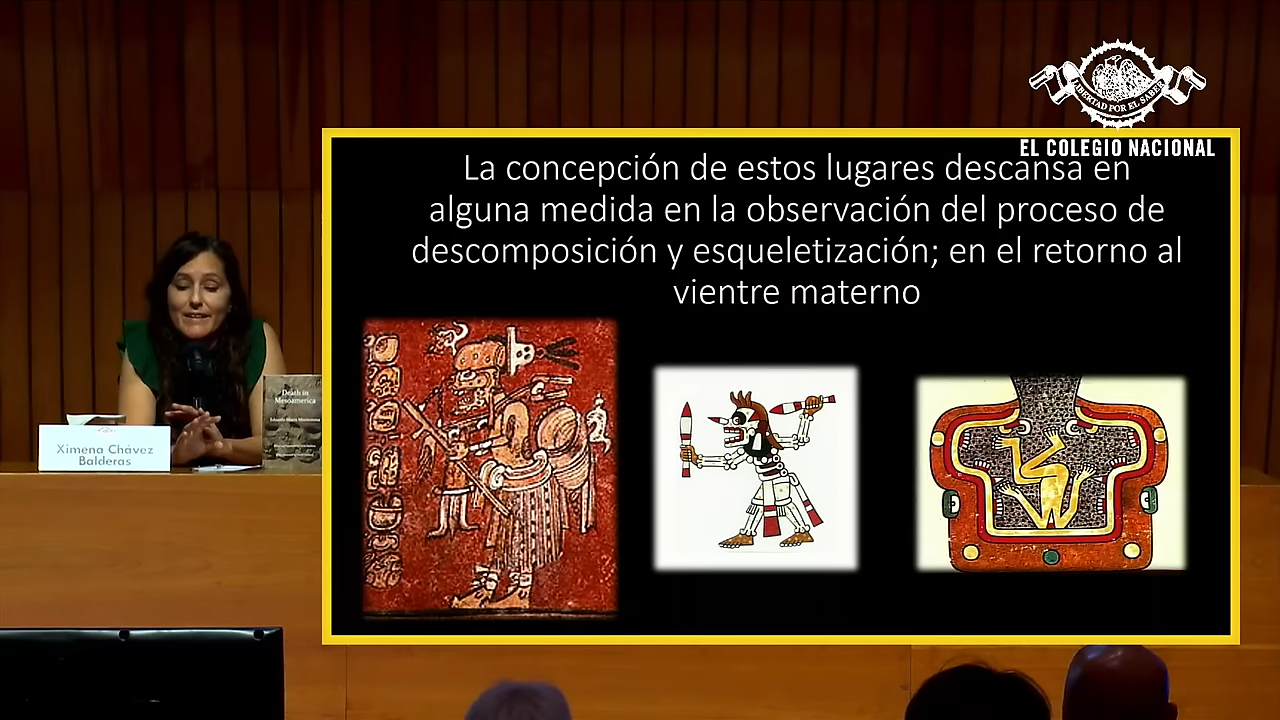 LIBERTAD POR EL SABER
EL COLEGIO NACIONAL
La concepción de estos lugares descansa en
alguna medida en la observación del proceso de
descomposición y esqueletización; en el retorno al
vientre materno
Death in
Mesoamerica
Ximena Chávez
Balderas